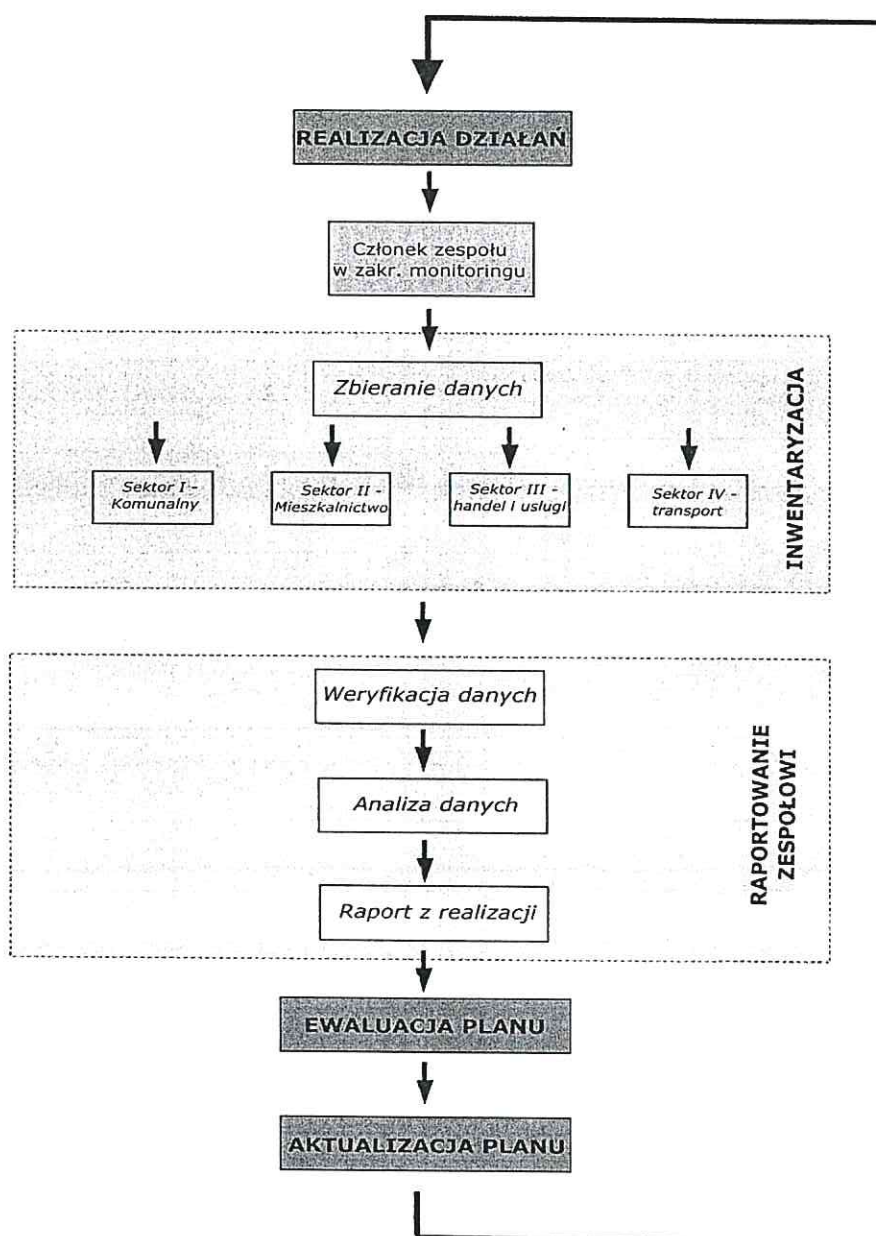 REALIZACJA DZIAŁAŃ
Członek zespołu
w zakr. monitoringu
Zbieranie danych
Sektor I –
Komunalny
Sektor II -
Mieszkalnictwo
Sektor III -
handel i usługi
Sektor IV -
transport
INWENTARYZACJA
Weryfikacja danych
Analiza danych
Raport z realizacji
RAPORTOWANIE
ZESPOŁOWI
EWALUACJA PLANU
AKTUALIZACJA PLANU